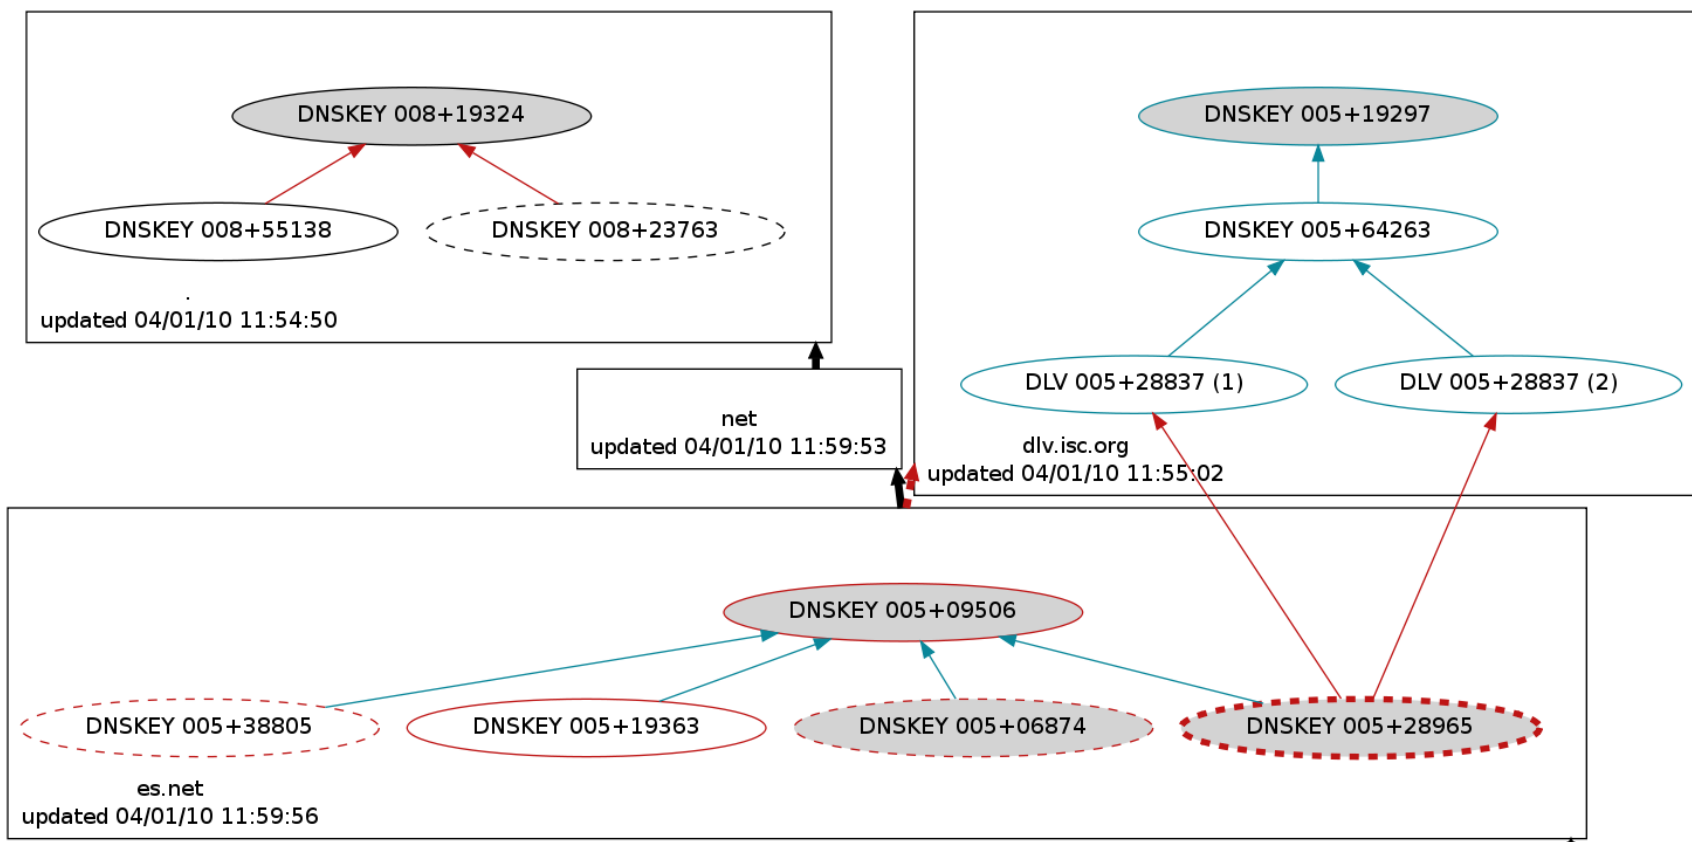 DNSKEY 008+19324
DNSKEY 008+55138
DNSKEY 008+23763
.
updated 04/01/10 11:54:50
DNSKEY 005+19297
DNSKEY 005+64263
DLV 005+28837 (1)
DLV 005+28837 (2)
dlv.isc.org
updated 04/01/10 11:55:02
net
updated 04/01/10 11:59:53
DNSKEY 005+09506
DNSKEY 005+38805
DNSKEY 005+19363
DNSKEY 005+06874
DNSKEY 005+28965
es.net
updated 04/01/10 11:59:56